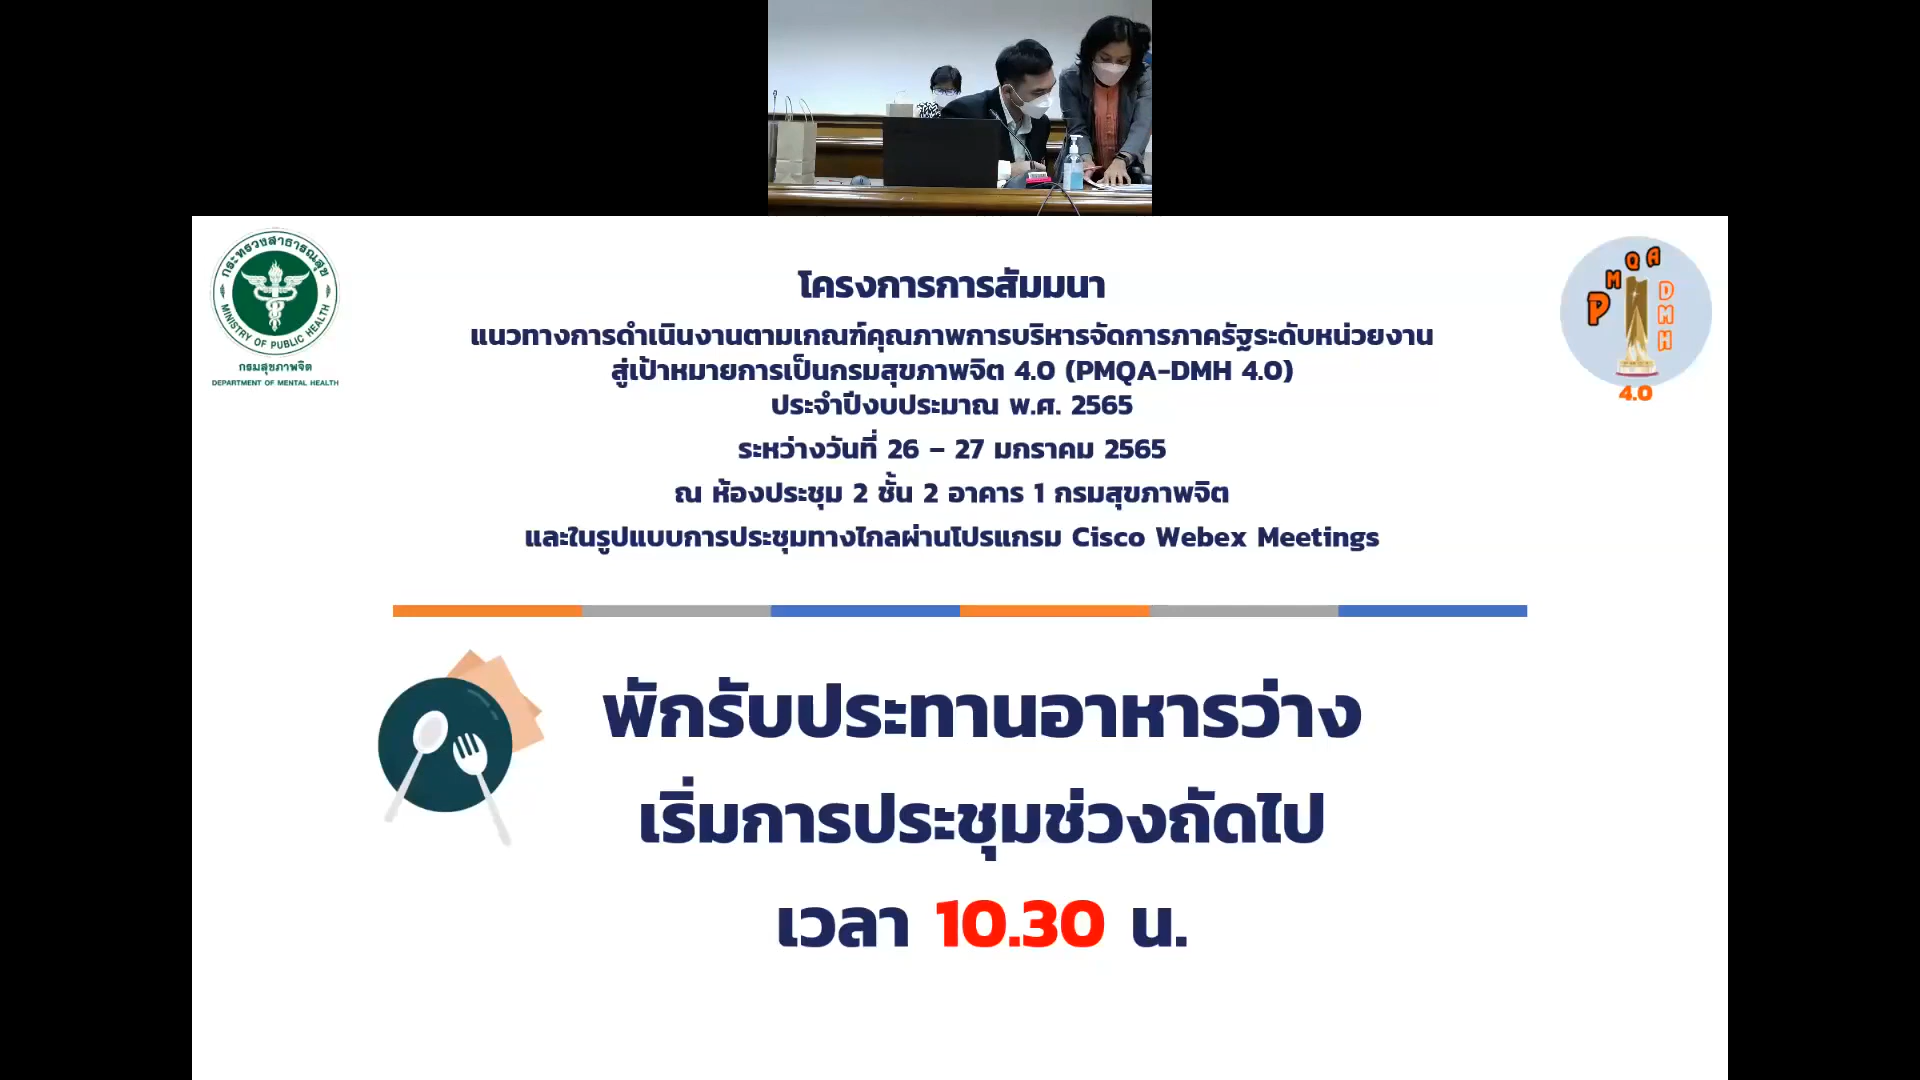 กระทรวงสาธารณสุข
MINISTRY OF PUBLIC HEALTH
กรมสุขภาพจิต
DEPARTMENT OF MENTAL HEALTH
PMQA
DMH
4.0
โครงการการสัมมนา
แนวทางการดำเนินงานตามเกณฑ์คุณภาพการบริหารจัดการภาครัฐระดับหน่วยงาน
สู่เป้าหมายการเป็นกรมสุขภาพจิต 4.0 (PMQA-DMH 4.0)
ประจำปีงบประมาณ พ.ศ. 2565
ระหว่างวันที่ 26 – 27 มกราคม 2565
ณ ห้องประชุม 2 ชั้น 2 อาคาร 1 กรมสุขภาพจิต
และในรูปแบบการประชุมทางไกลผ่านโปรแกรม Cisco Webex Meetings
พักรับประทานอาหารว่าง
เริ่มการประชุมช่วงถัดไป
เวลา 10.30 น.